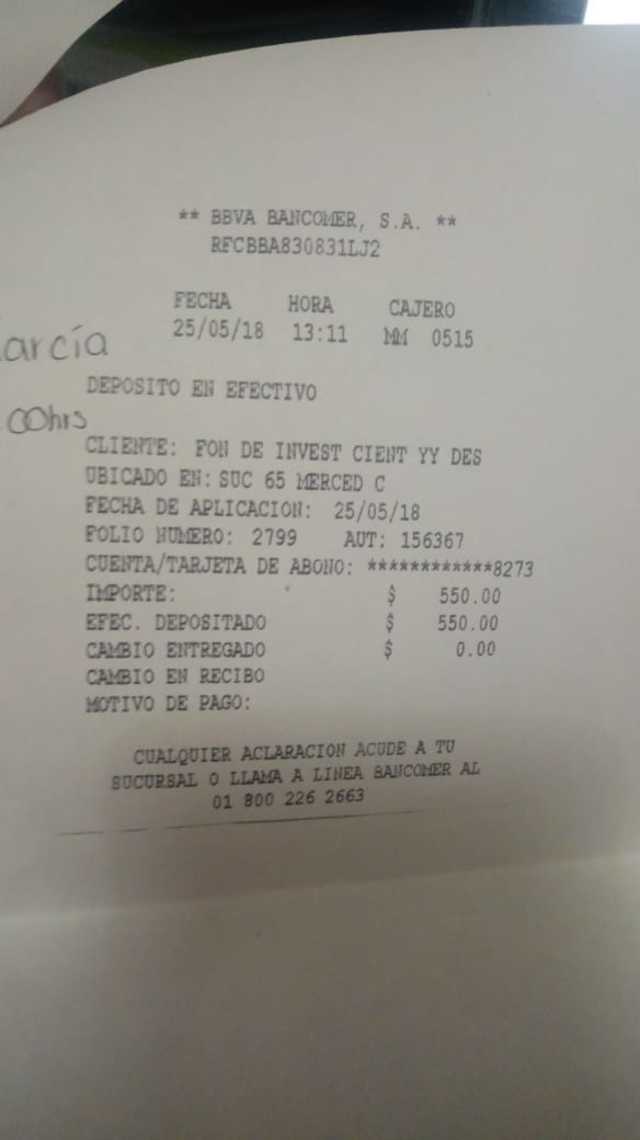 ** BBVA BANCOMER, S.A. **
RFCBBA830831LJ2
FECHA HORA CAJERO
25/05/18 13:11 MM 0515
arcía
DEPOSITO EN EFECTIVO
00hrs
CLIENTE: FON DE INVEST CIENT YY DES
UBICADO EN: SUC 65 MERCED C
FECHA DE APLICACION: 25/05/18
FOLIO NUMERO: 2799 AUT: 156367
CUENTA/TARJETA DE ABONO: ************8273
IMPORTE: $ 550.00
EFEC. DEPOSITADO $ 550.00
CAMBIO ENTREGADO $ 0.00
CAMBIO EN RECIBO
MOTIVO DE PAGO:
CUALQUIER ACLARACION ACUDE A TU
SUCURSAL O LLAMA A LINEA BANCOMER AL
01 800 226 2663